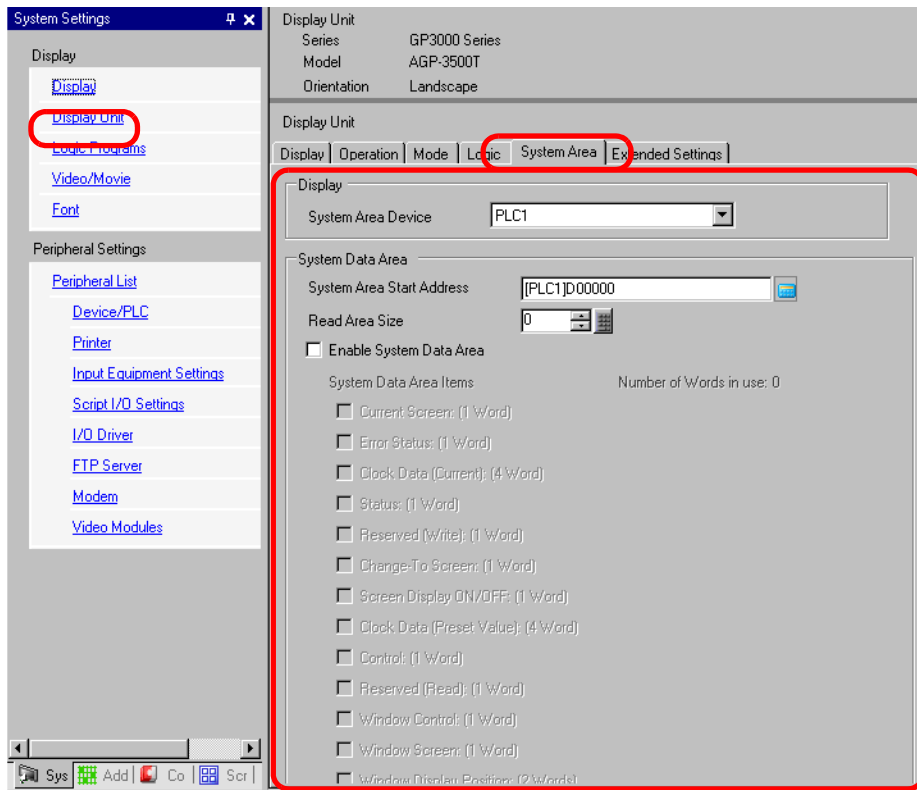 System Settings
Display
Display
Display Unit
Logic Programs
Video/Movie
Font
Peripheral Settings
Peripheral List
Device/PLC
Printer
Input Equipment Settings
Script I/O Settings
I/O Driver
FTP Server
Modem
Video Modules
Sys Add Co Scr
Display Unit
Series GP3000 Series
Model AGP-3500T
Orientation Landscape
Display Unit
Display Operation Mode Logic System Area Extended Settings
Display
System Area Device PLC1
System Data Area
System Area Start Address [PLC1]D00000
Read Area Size 0
Enable System Data Area
System Data Area Items Number of Words in use: 0
Current Screen: (1 Word)
Error Status: (1 Word)
Clock Data (Current): (4 Word)
Status: (1 Word)
Reserved (Write): (1 Word)
Change-To Screen: (1 Word)
Screen Display ON/OFF: (1 Word)
Clock Data (Preset Value): (4 Word)
Control: (1 Word)
Reserved (Read): (1 Word)
Window Control: (1 Word)
Window Screen: (1 Word)
Window Display Position: (2 Words)